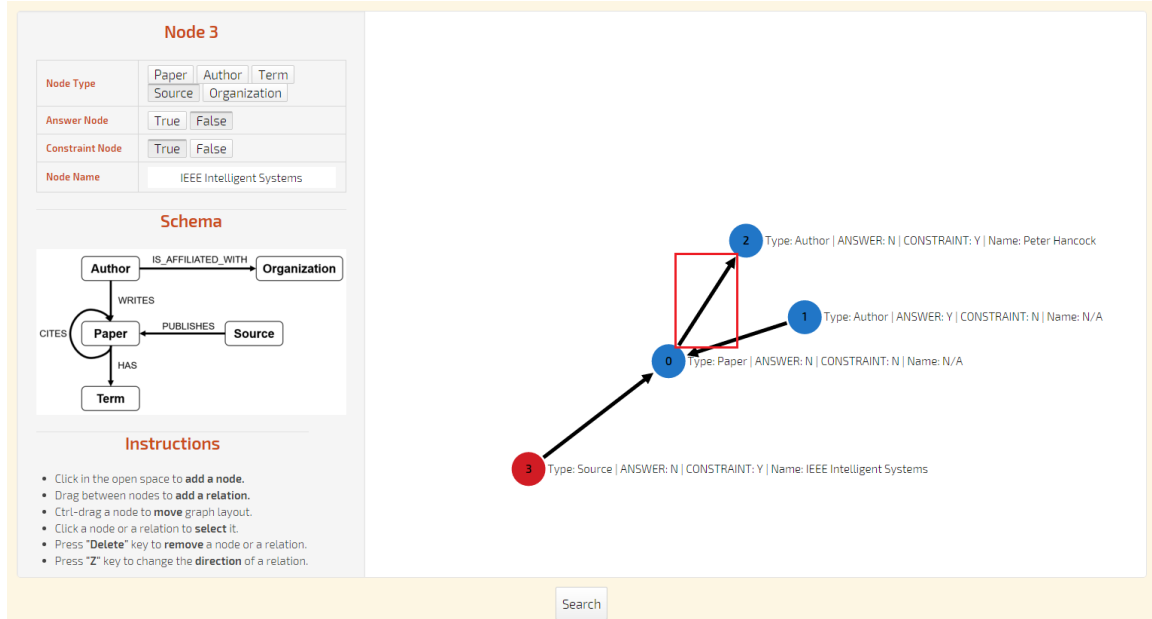 Node 3
Node Type
Paper Author Term
Source Organization
Answer Node
True False
Constraint Node
True False
Node Name
IEEE Intelligent Systems
Schema
Author
IS_AFFILIATED_WITH
Organization
WRITES
CITES
Paper
PUBLISHES
Source
HAS
Term
Instructions
Click in the open space to add a node.
Drag between nodes to add a relation.
Ctrl-drag a node to move graph layout.
Click a node or a relation to select it.
Press "Delete" key to remove a node or a relation.
Press "Z" key to change the direction of a relation.
2 Type: Author | ANSWER: N | CONSTRAINT: Y | Name: Peter Hancock
1 Type: Author | ANSWER: Y | CONSTRAINT: N | Name: N/A
0 Type: Paper | ANSWER: N | CONSTRAINT: N | Name: N/A
3 Type: Source | ANSWER: N | CONSTRAINT: Y | Name: IEEE Intelligent Systems
Search